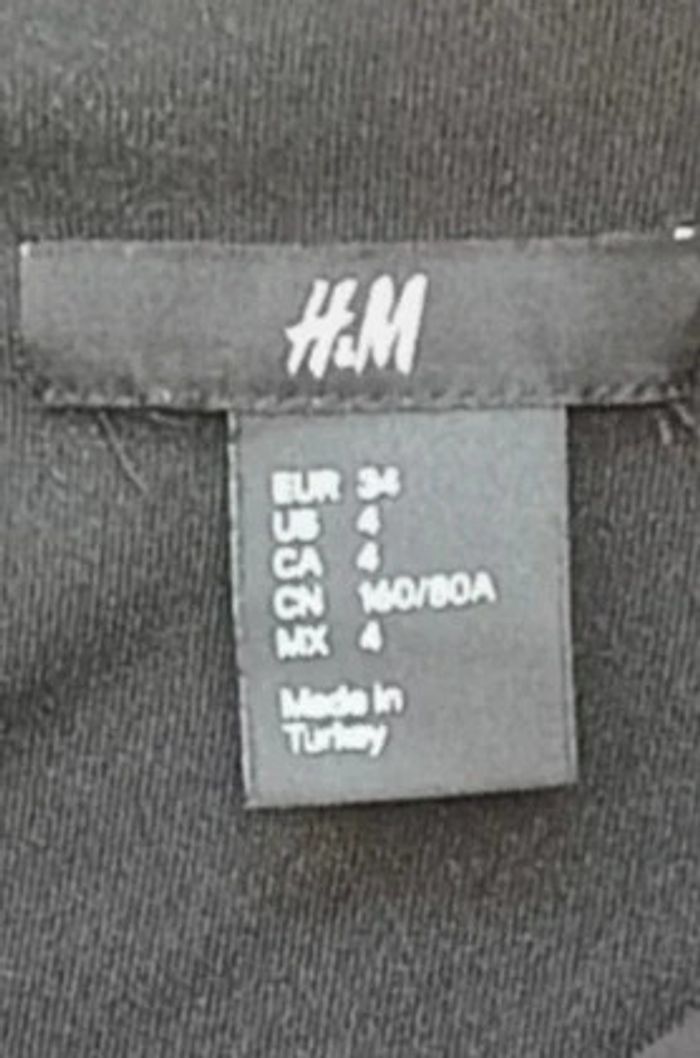 H&M
EUR 34
US 4
CA 4
CN 160/80A
MX 4
Made in
Turkey